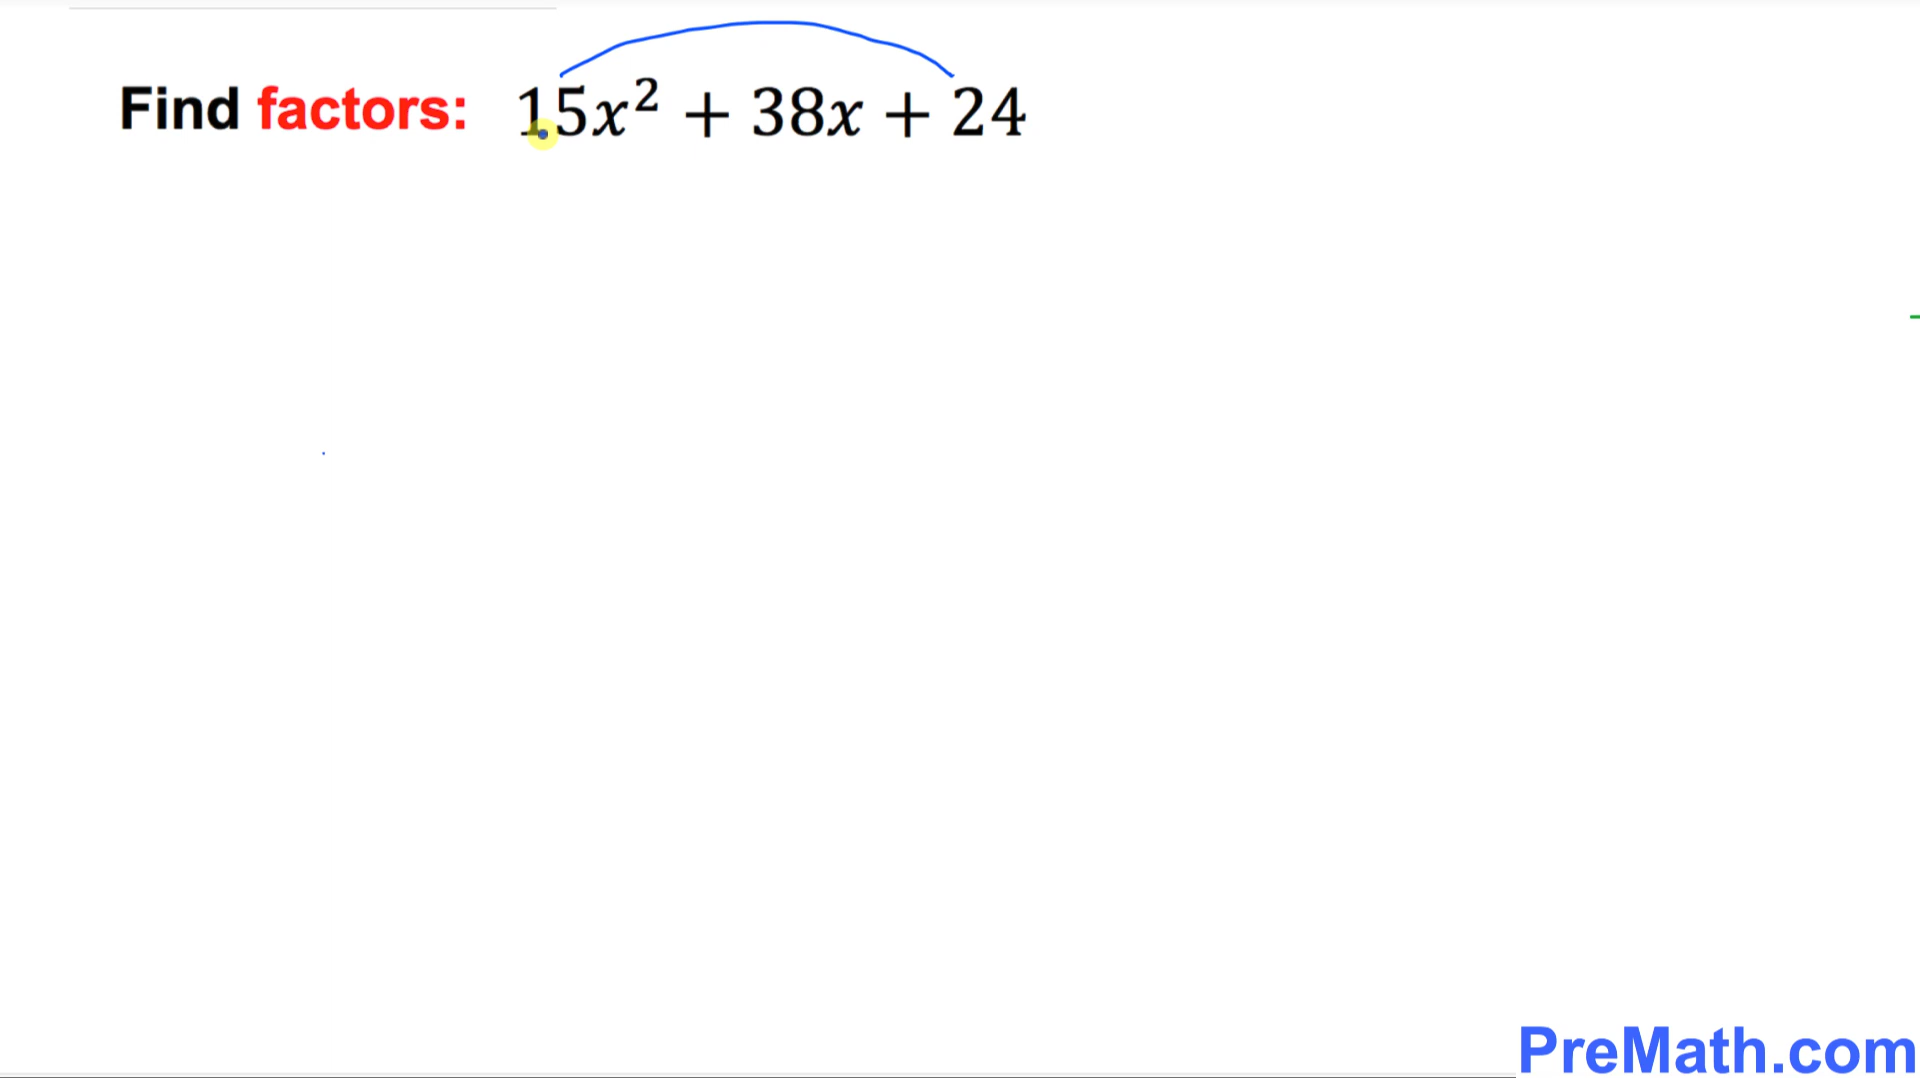 Find factors: 15x² + 38x + 24
PreMath.com